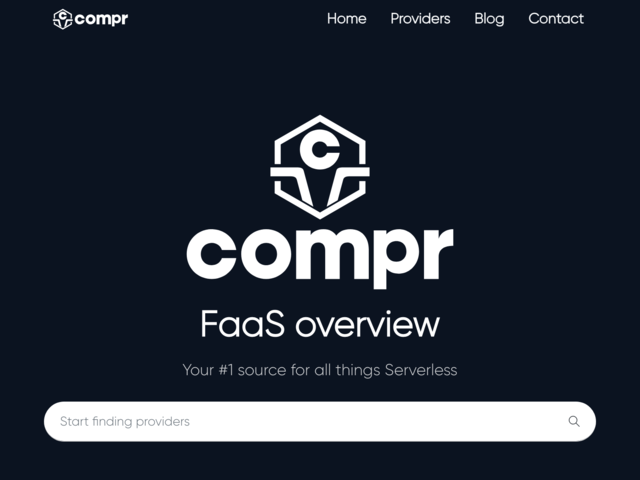 compr
Home Providers Blog Contact
C
compr
FaaS overview
Your #1 source for all things Serverless
Start finding providers